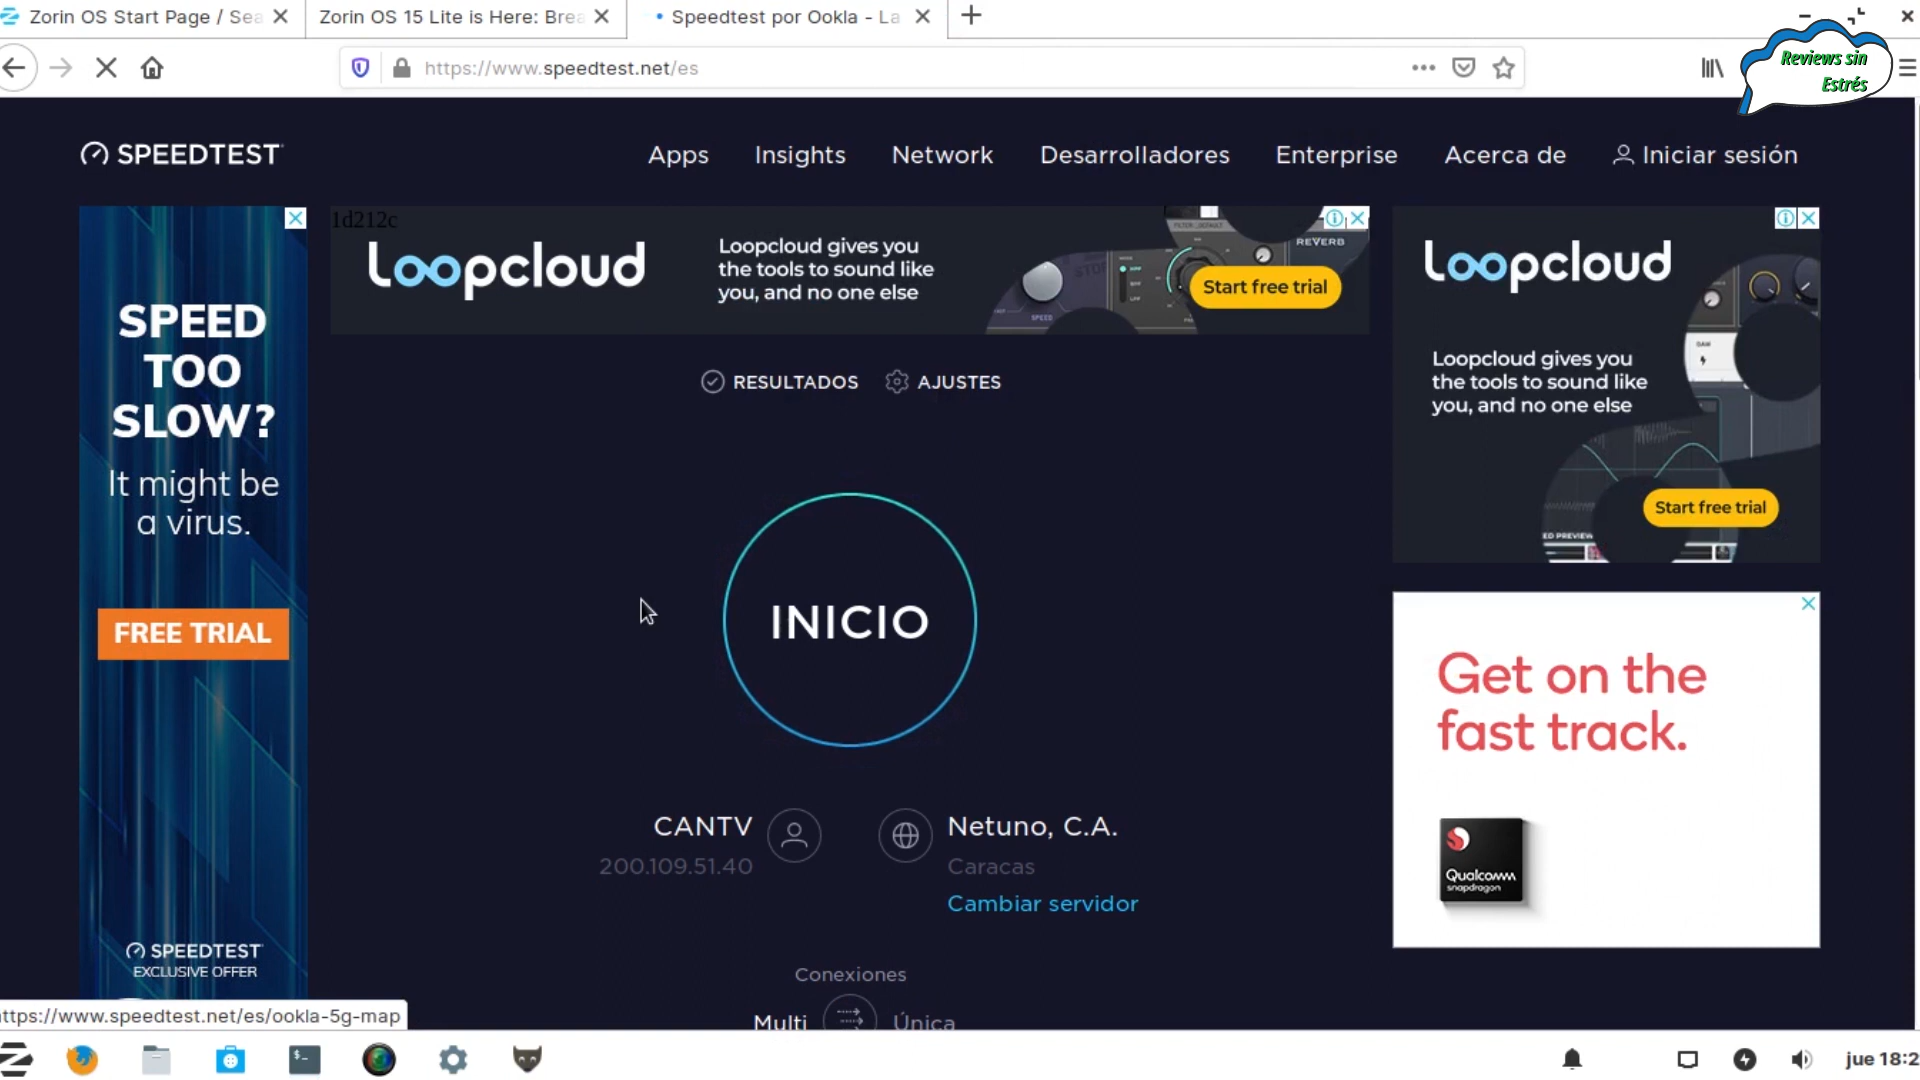 Zorin OS Start Page / Sea
Zorin OS 15 Lite is Here: Brea
Speedtest por Ookla - La
https://www.speedtest.net/es
Reviews sin
Estrés
SPEEDTEST
Apps
Insights
Network
Desarrolladores
Enterprise
Acerca de
Iniciar sesión
SPEED
TOO
SLOW?
It might be
a virus.
FREE TRIAL
SPEEDTEST
EXCLUSIVE OFFER
1d212c
Loopcloud
Loopcloud gives you
the tools to sound like
you, and no one else
REVERB
SPEED
Start free trial
Loopcloud
Loopcloud gives you
the tools to sound like
you, and no one else
Start free trial
RESULTADOS
AJUSTES
INICIO
CANTV
200.109.51.40
Netuno, C.A.
Caracas
Cambiar servidor
Conexiones
Multi
Única
Get on the
fast track.
Qualcomm
snapdragon
ttps://www.speedtest.net/es/ookla-5g-map
jue 18:2